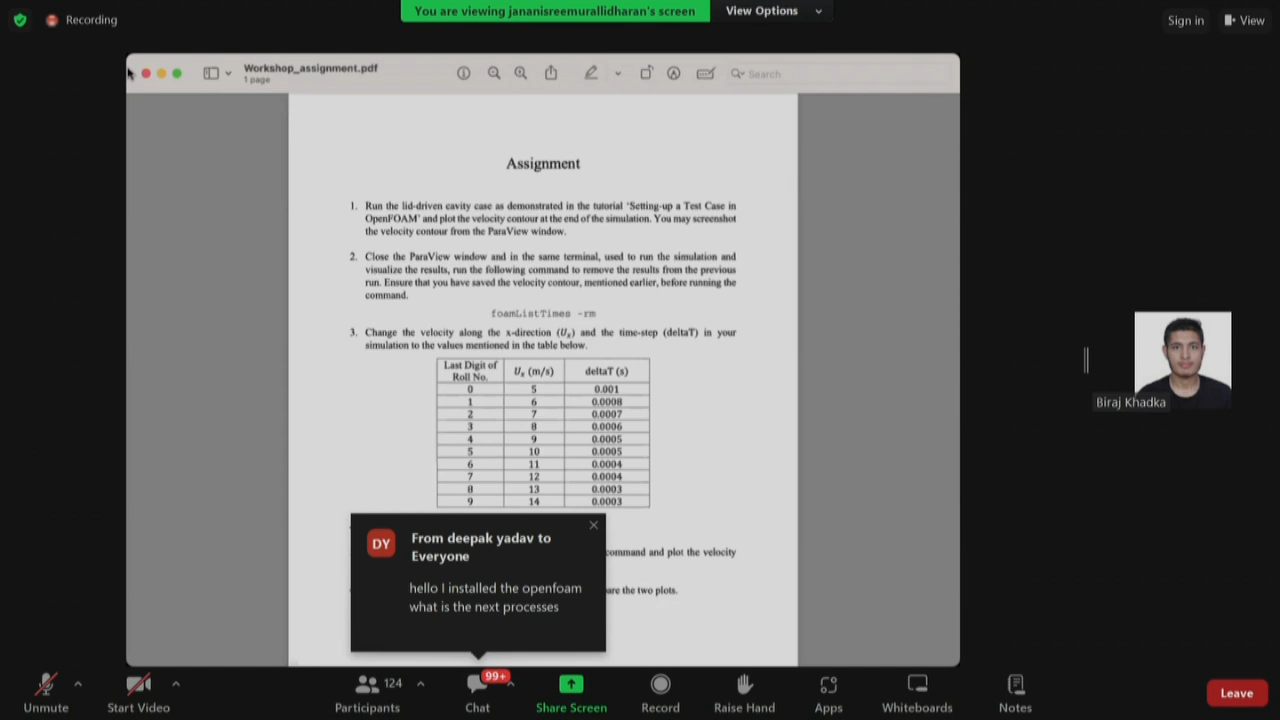 Recording
You are viewing jananisreemurallidharan's screen
View Options
Sign in
View
Workshop_assignment.pdf
1 page
Search
Assignment
1. Run the lid-driven cavity case as demonstrated in the tutorial 'Setting-up a Test Case in
OpenFOAM' and plot the velocity contour at the end of the simulation. You may screenshot
the velocity contour from the ParaView window.
2. Close the ParaView window and in the same terminal, used to run the simulation and
visualize the results, run the following command to remove the results from the previous
run. Ensure that you have saved the velocity contour, mentioned earlier, before running the
command.
foamListTimes -rm
3. Change the velocity along the x-direction (Ux) and the time-step (deltaT) in your
simulation to the values mentioned in the table below.
Last Digit of Roll No. Ux (m/s) deltaT (s)
0 5 0.001
1 6 0.0008
2 7 0.0007
3 8 0.0006
4 9 0.0005
5 10 0.0005
6 11 0.0004
7 12 0.0004
8 13 0.0003
9 14 0.0003
command and plot the velocity
are the two plots.
DY
From deepak yadav to
Everyone
hello I installed the openfoam
what is the next processes
Biraj Khadka
Unmute
Start Video
124
Participants
99+
Chat
Share Screen
Record
Raise Hand
Apps
Whiteboards
Notes
Leave